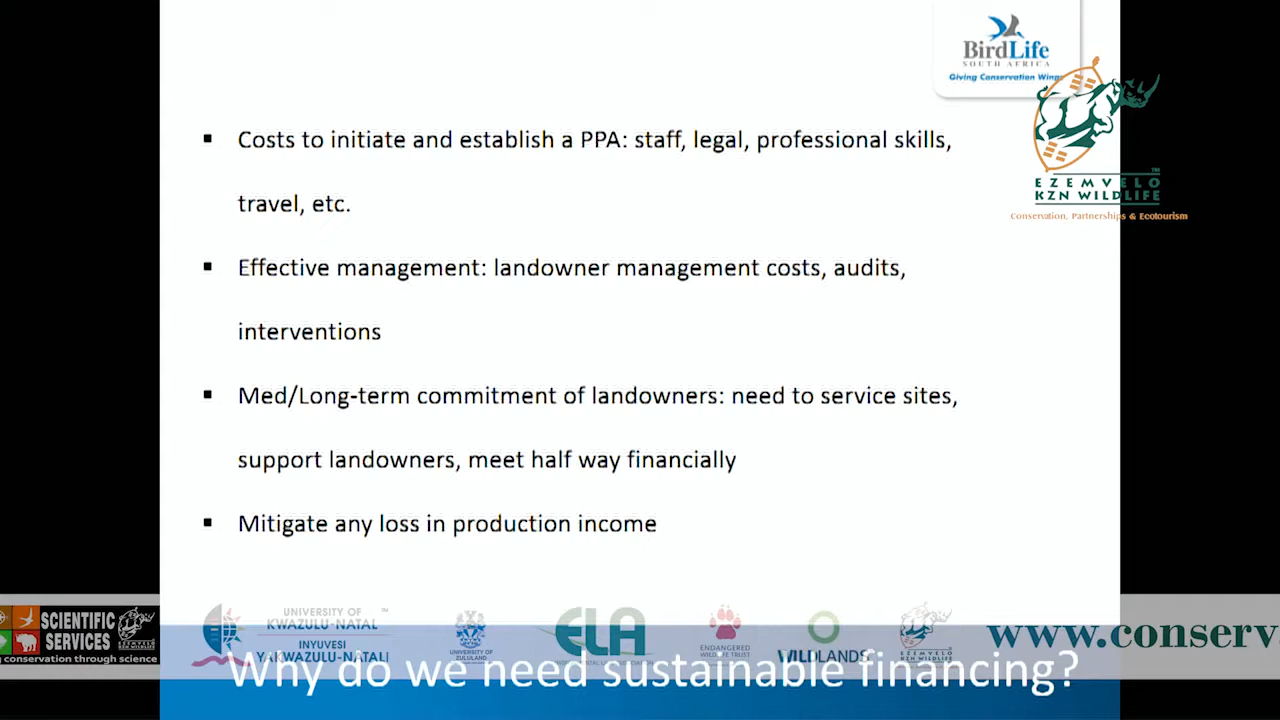 BirdLife
SOUTH AFRICA
Giving Conservation Wings
▪ Costs to initiate and establish a PPA: staff, legal, professional skills,
travel, etc.
EZEMVELO
KZN WILDLIFE
TM
Conservation, Partnerships & Ecotourism
▪ Effective management: landowner management costs, audits,
interventions
▪ Med/Long-term commitment of landowners: need to service sites,
support landowners, meet half way financially
▪ Mitigate any loss in production income
SCIENTIFIC
SERVICES
conservation through science
UNIVERSITY OF
KWAZULU-NATAL
INYUVESI
YAKWAZULU-NATALI
UNIVERSITY OF
ZULULAND
ELA
ENDANGERED
WILDLIFE TRUST
WILDLANDS
EZEMVELO
KZN WILDLIFE
www.conserv
Why do we need sustainable financing?